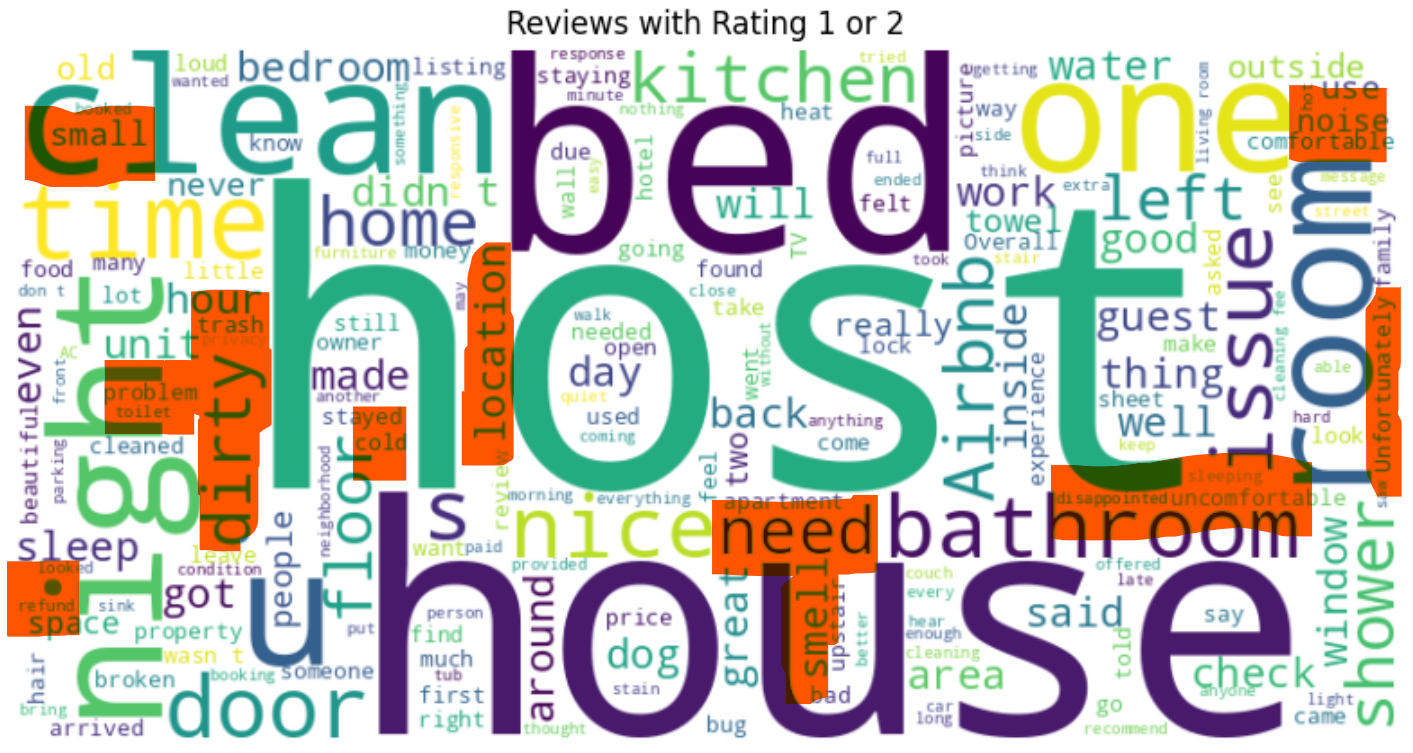 Reviews with Rating 1 or 2
old
loud
wanted
bedroom
listing
response
staying
minute
kitchen
tried
getting
water
outside
clean
booked
small
know
something
responsive
bed
nothing
heat
picture
way
side
one
living room
hot
use
noise
comfortable
time
never
didn t
due
wall
easy
hotel
will
full
ended
felt
think
work
extra
left
see
message
street
home
furniture
money
going
TV
took
towel
Overall
stair
good
asked
issue
room
family
food
many
don t
lot
little
hour
host
may
location
found
close
take
walk
needed
open
day
quiet
used
coming
really
lock
Airbnb
inside
experience
guest
make
thing
sheet
well
keep
cleaning fee
able
hard
look
Unfortunately
saw
even
beautiful
AC
front
parking
unit
trash
privacy
problem
toilet
dirty
cleaned
night
still
owner
made
another
stayed
cold
floor
neighborhood
review
went
without
back
two
anything
come
feel
apartment
morning
everything
sleeping
disappointed
uncomfortable
sleep
looked
refund
space
leave
condition
got
people
s
want
paid
nice
provided
need
smell
bathroom
offered
late
window
shower
sink
property
wasn t
broken
booking
someone
u
put
person
find
much
tub
first
right
around
thought
house
price
dog
stain
great
bug
upstair
bad
better
couch
every
hear
enough
cleaning
area
car
long
said
told
go
recommend
say
check
anyone
light
came
hair
bring
arrived
door